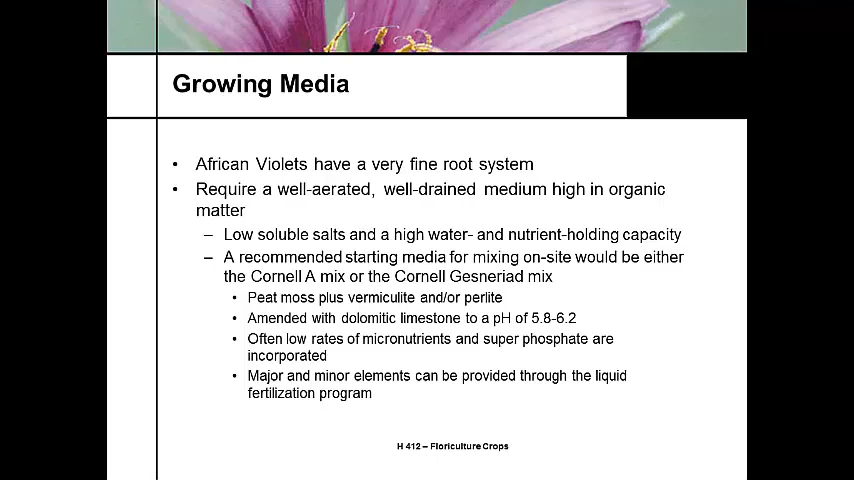 Growing Media
• African Violets have a very fine root system
• Require a well-aerated, well-drained medium high in organic
matter
– Low soluble salts and a high water- and nutrient-holding capacity
– A recommended starting media for mixing on-site would be either
the Cornell A mix or the Cornell Gesneriad mix
• Peat moss plus vermiculite and/or perlite
• Amended with dolomitic limestone to a pH of 5.8-6.2
• Often low rates of micronutrients and super phosphate are
incorporated
• Major and minor elements can be provided through the liquid
fertilization program
H 412 – Floriculture Crops